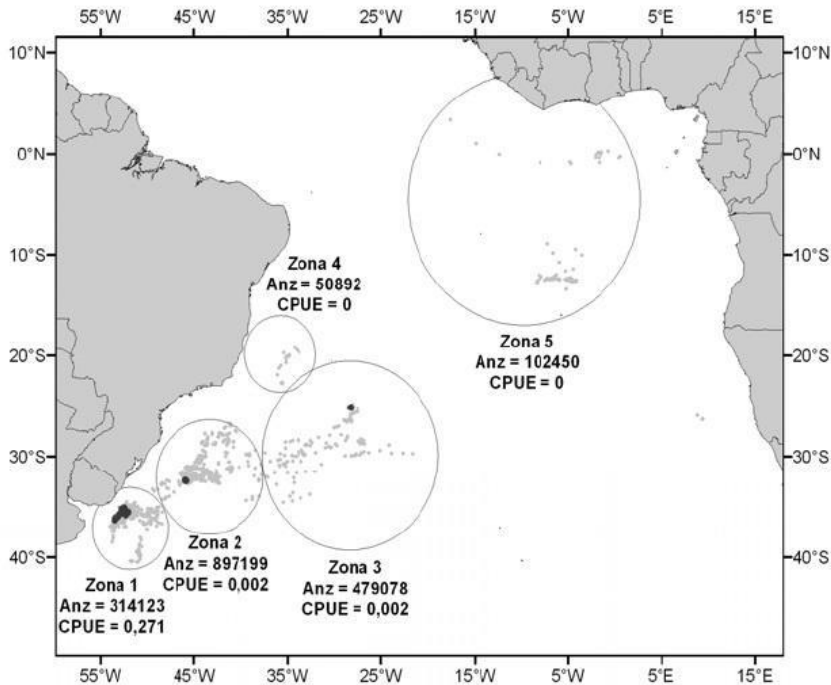 55°W 45°W 35°W 25°W 15°W 5°W 5°E 15°E
10°N 10°N
0°N 0°N
10°S 10°S
Zona 4
Anz = 50892
CPUE = 0
Zona 5
Anz = 102450
CPUE = 0
20°S 20°S
30°S 30°S
Zona 2
Anz = 897199
CPUE = 0,002
Zona 3
Anz = 479078
CPUE = 0,002
40°S 40°S
Zona 1
Anz = 314123
CPUE = 0,271
55°W 45°W 35°W 25°W 15°W 5°W 5°E 15°E